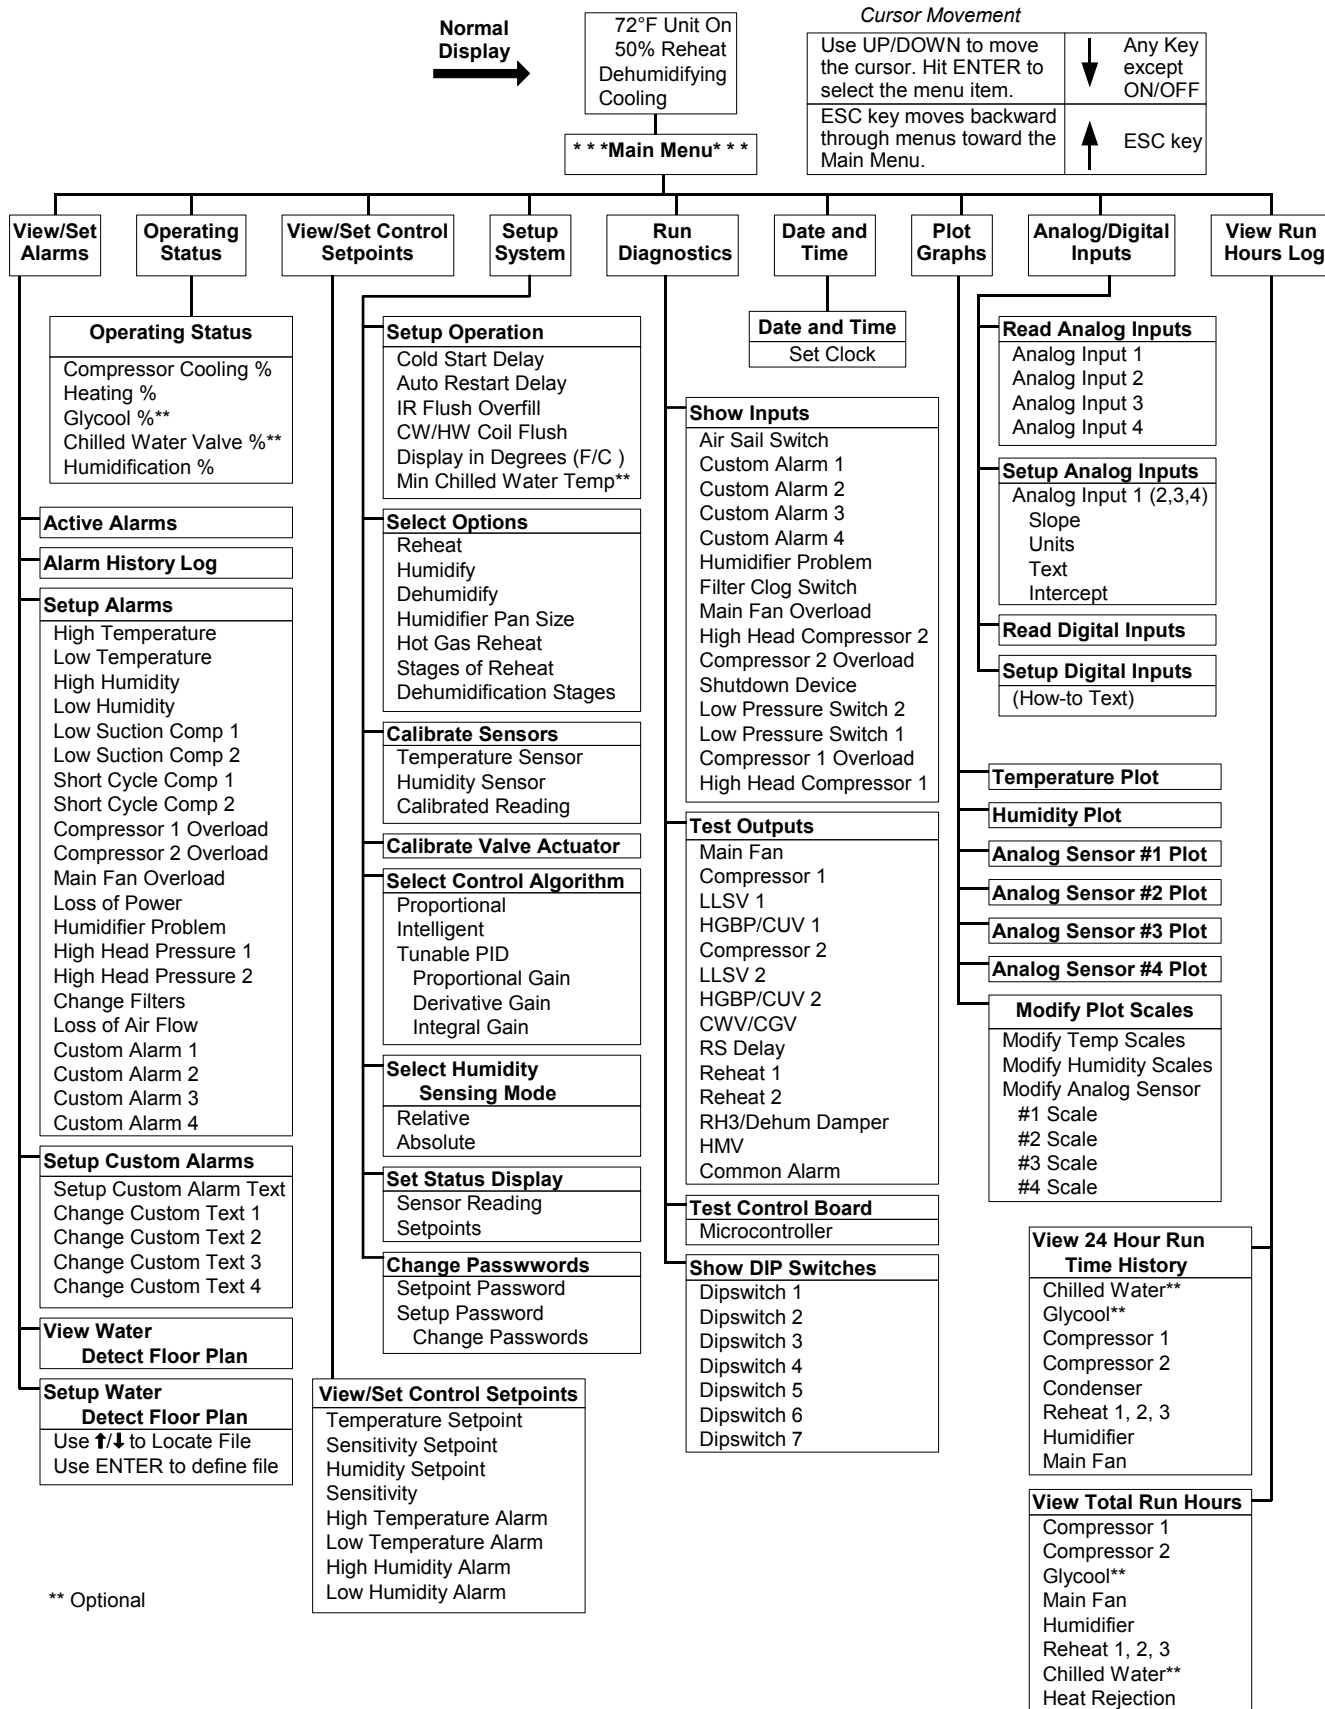 Normal
Display
72°F Unit On
50% Reheat
Dehumidifying
Cooling
Cursor Movement
Use UP/DOWN to move
the cursor. Hit ENTER to
select the menu item.
Any Key
except
ON/OFF
ESC key moves backward
through menus toward the
Main Menu.
ESC key
* * *Main Menu* * *
View/Set
Alarms
Operating
Status
View/Set Control
Setpoints
Setup
System
Run
Diagnostics
Date and
Time
Plot
Graphs
Analog/Digital
Inputs
View Run
Hours Log
Operating Status
Compressor Cooling %
Heating %
Glycool %**
Chilled Water Valve %**
Humidification %
Active Alarms
Alarm History Log
Setup Alarms
High Temperature
Low Temperature
High Humidity
Low Humidity
Low Suction Comp 1
Low Suction Comp 2
Short Cycle Comp 1
Short Cycle Comp 2
Compressor 1 Overload
Compressor 2 Overload
Main Fan Overload
Loss of Power
Humidifier Problem
High Head Pressure 1
High Head Pressure 2
Change Filters
Loss of Air Flow
Custom Alarm 1
Custom Alarm 2
Custom Alarm 3
Custom Alarm 4
Setup Custom Alarms
Setup Custom Alarm Text
Change Custom Text 1
Change Custom Text 2
Change Custom Text 3
Change Custom Text 4
View Water
Detect Floor Plan
Setup Water
Detect Floor Plan
Use ⬆/⬇ to Locate File
Use ENTER to define file
** Optional
Setup Operation
Cold Start Delay
Auto Restart Delay
IR Flush Overfill
CW/HW Coil Flush
Display in Degrees (F/C )
Min Chilled Water Temp**
Select Options
Reheat
Humidify
Dehumidify
Humidifier Pan Size
Hot Gas Reheat
Stages of Reheat
Dehumidification Stages
Calibrate Sensors
Temperature Sensor
Humidity Sensor
Calibrated Reading
Calibrate Valve Actuator
Select Control Algorithm
Proportional
Intelligent
Tunable PID
Proportional Gain
Derivative Gain
Integral Gain
Select Humidity
Sensing Mode
Relative
Absolute
Set Status Display
Sensor Reading
Setpoints
Change Passwwords
Setpoint Password
Setup Password
Change Passwords
View/Set Control Setpoints
Temperature Setpoint
Sensitivity Setpoint
Humidity Setpoint
Sensitivity
High Temperature Alarm
Low Temperature Alarm
High Humidity Alarm
Low Humidity Alarm
Date and Time
Set Clock
Show Inputs
Air Sail Switch
Custom Alarm 1
Custom Alarm 2
Custom Alarm 3
Custom Alarm 4
Humidifier Problem
Filter Clog Switch
Main Fan Overload
High Head Compressor 2
Compressor 2 Overload
Shutdown Device
Low Pressure Switch 2
Low Pressure Switch 1
Compressor 1 Overload
High Head Compressor 1
Test Outputs
Main Fan
Compressor 1
LLSV 1
HGBP/CUV 1
Compressor 2
LLSV 2
HGBP/CUV 2
CWV/CGV
RS Delay
Reheat 1
Reheat 2
RH3/Dehum Damper
HMV
Common Alarm
Test Control Board
Microcontroller
Show DIP Switches
Dipswitch 1
Dipswitch 2
Dipswitch 3
Dipswitch 4
Dipswitch 5
Dipswitch 6
Dipswitch 7
Read Analog Inputs
Analog Input 1
Analog Input 2
Analog Input 3
Analog Input 4
Setup Analog Inputs
Analog Input 1 (2,3,4)
Slope
Units
Text
Intercept
Read Digital Inputs
Setup Digital Inputs
(How-to Text)
Temperature Plot
Humidity Plot
Analog Sensor #1 Plot
Analog Sensor #2 Plot
Analog Sensor #3 Plot
Analog Sensor #4 Plot
Modify Plot Scales
Modify Temp Scales
Modify Humidity Scales
Modify Analog Sensor
#1 Scale
#2 Scale
#3 Scale
#4 Scale
View 24 Hour Run
Time History
Chilled Water**
Glycool**
Compressor 1
Compressor 2
Condenser
Reheat 1, 2, 3
Humidifier
Main Fan
View Total Run Hours
Compressor 1
Compressor 2
Glycool**
Main Fan
Humidifier
Reheat 1, 2, 3
Chilled Water**
Heat Rejection